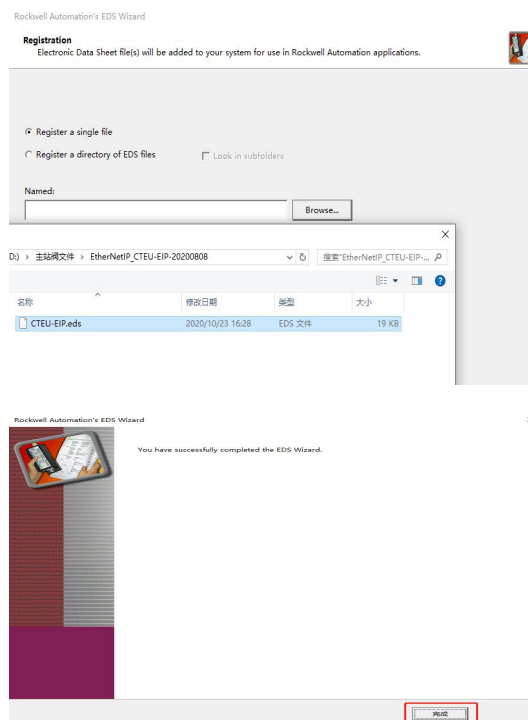 Rockwell Automation's EDS Wizard
Registration
Electronic Data Sheet file(s) will be added to your system for use in Rockwell Automation applications.
Register a single file
Register a directory of EDS files
Look in subfolders
Named:
Browse...
D:) › 主站阀文件 › EtherNetIP_CTEU-EIP-20200808
搜索"EtherNetIP_CTEU-EIP-...
名称 修改日期 类型 大小
CTEU-EIP.eds 2020/10/23 16:28 EDS 文件 19 KB
Rockwell Automation's EDS Wizard
You have successfully completed the EDS Wizard.
完成